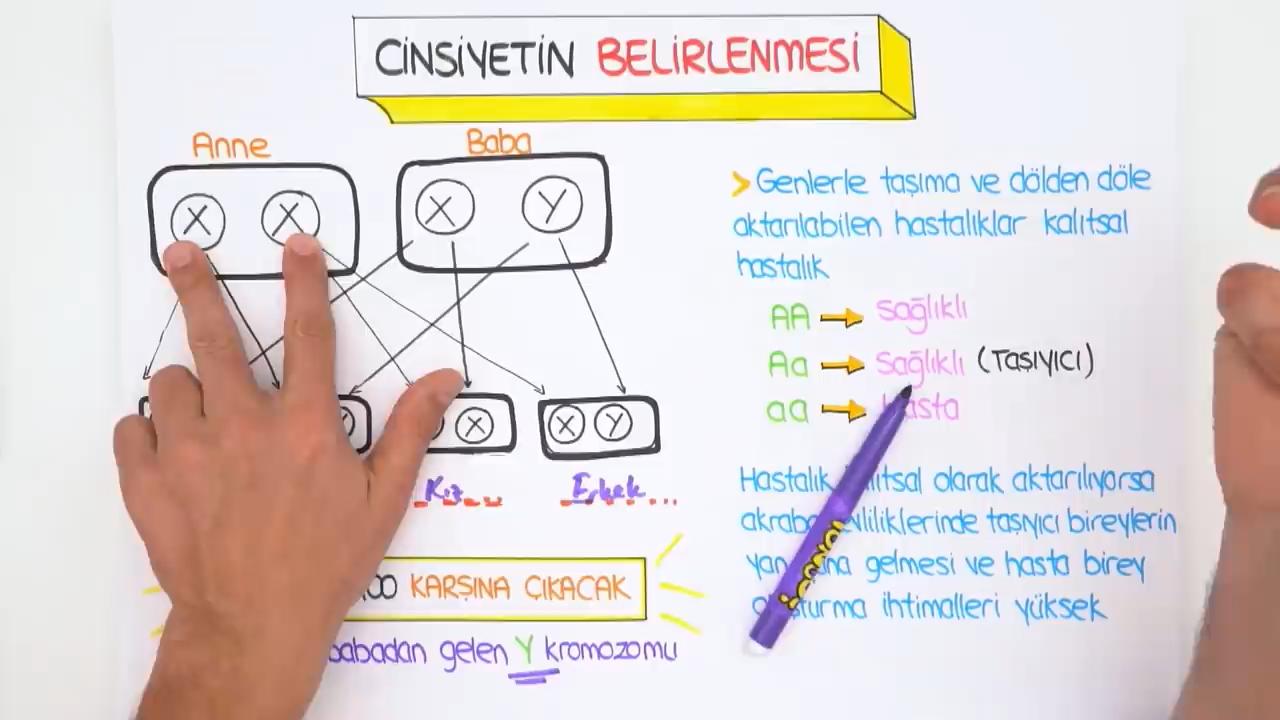 CİNSİYETİN BELİRLENMESİ
Anne
Baba
X X
X Y
X
X Y
Kız
Erkek
KARŞINA ÇIKACAK
babadan gelen Y kromozomu
Genlerle taşıma ve dölden döle
aktarılabilen hastalıklar kalıtsal
hastalık
AA → sağlıklı
Aa → sağlıklı (TAŞIYICI)
aa →
Hastalık olarak aktarılıyorsa
taşıyıcı bireylerin
gelmesi ve hasta birey
ihtimalleri yüksek